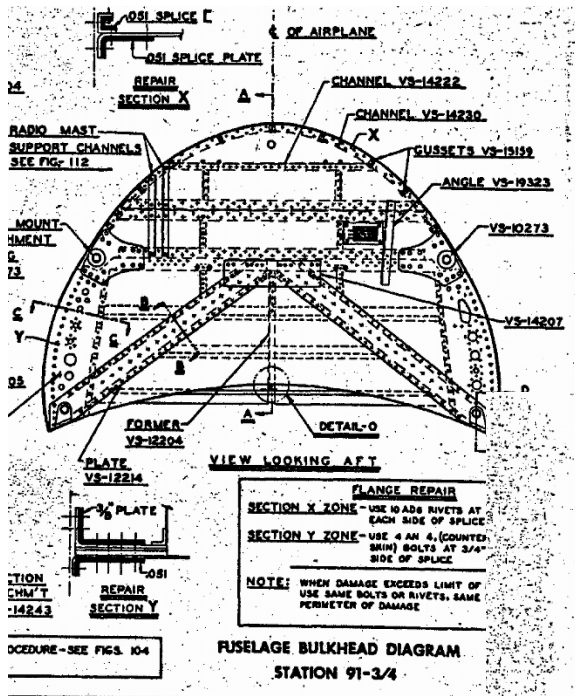 .051 SPLICE
.051 SPLICE PLATE
REPAIR
SECTION X
℄ OF AIRPLANE
A
CHANNEL VS-14222
CHANNEL VS-14230
X
RADIO MAST
SUPPORT CHANNELS
SEE FIG- 112
GUSSETS VS-15159
ANGLE VS-19323
MOUNT
VS-10273
VS-14207
C
Y
B
C
B
A
FORMER
VS-12204
DETAIL-O
PLATE
VS-12214
VIEW LOOKING AFT
3/8" PLATE
.051
REPAIR
SECTION Y
-14243
OCEDURE-SEE FIGS. 104
FLANGE REPAIR
SECTION X ZONE - USE 10 AD5 RIVETS AT
EACH SIDE OF SPLICE
SECTION Y ZONE - USE 4 AN 4, (COUNTER
SKIN) BOLTS AT 3/4"
SIDE OF SPLICE
NOTE: WHEN DAMAGE EXCEEDS LIMIT OF
USE SAME BOLTS OR RIVETS, SAME
PERIMETER OF DAMAGE
FUSELAGE BULKHEAD DIAGRAM
STATION 91-3/4